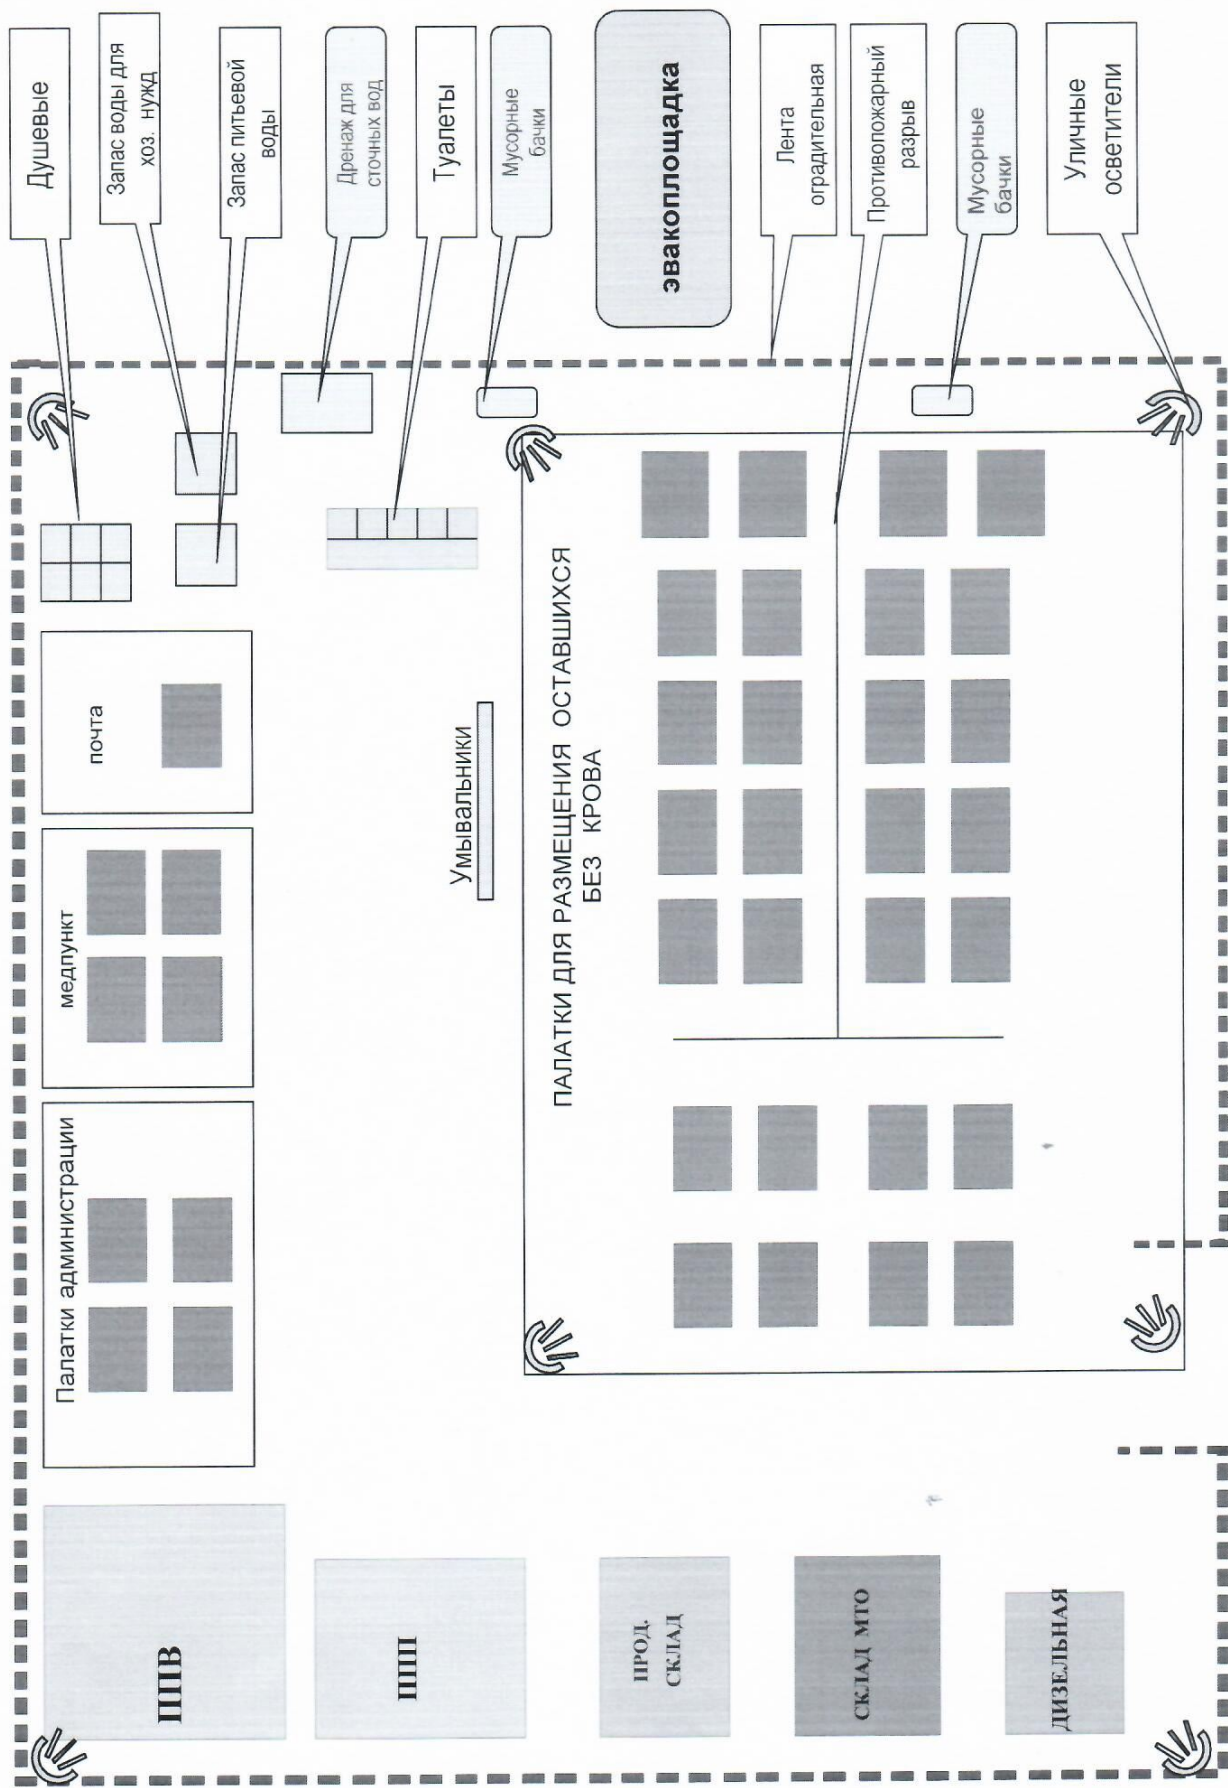 Палатки администрации
медпункт
почта
Душевые
Запас воды для
хоз. нужд
ППВ
Запас питьевой
воды
Дренаж для
сточных вод
ППП
Умывальники
Туалеты
Мусорные
бачки
ПАЛАТКИ ДЛЯ РАЗМЕЩЕНИЯ ОСТАВШИХСЯ
БЕЗ КРОВА
ПРОД.
СКЛАД
эвакоплощадка
Лента
оградительная
СКЛАД МТО
Противопожарный
разрыв
Мусорные
бачки
ДИЗЕЛЬНАЯ
Уличные
осветители